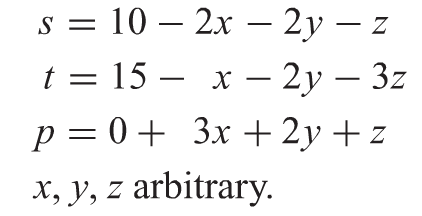 s = 10 − 2x − 2y − z
t = 15 − x − 2y − 3z
p = 0 + 3x + 2y + z
x, y, z arbitrary.